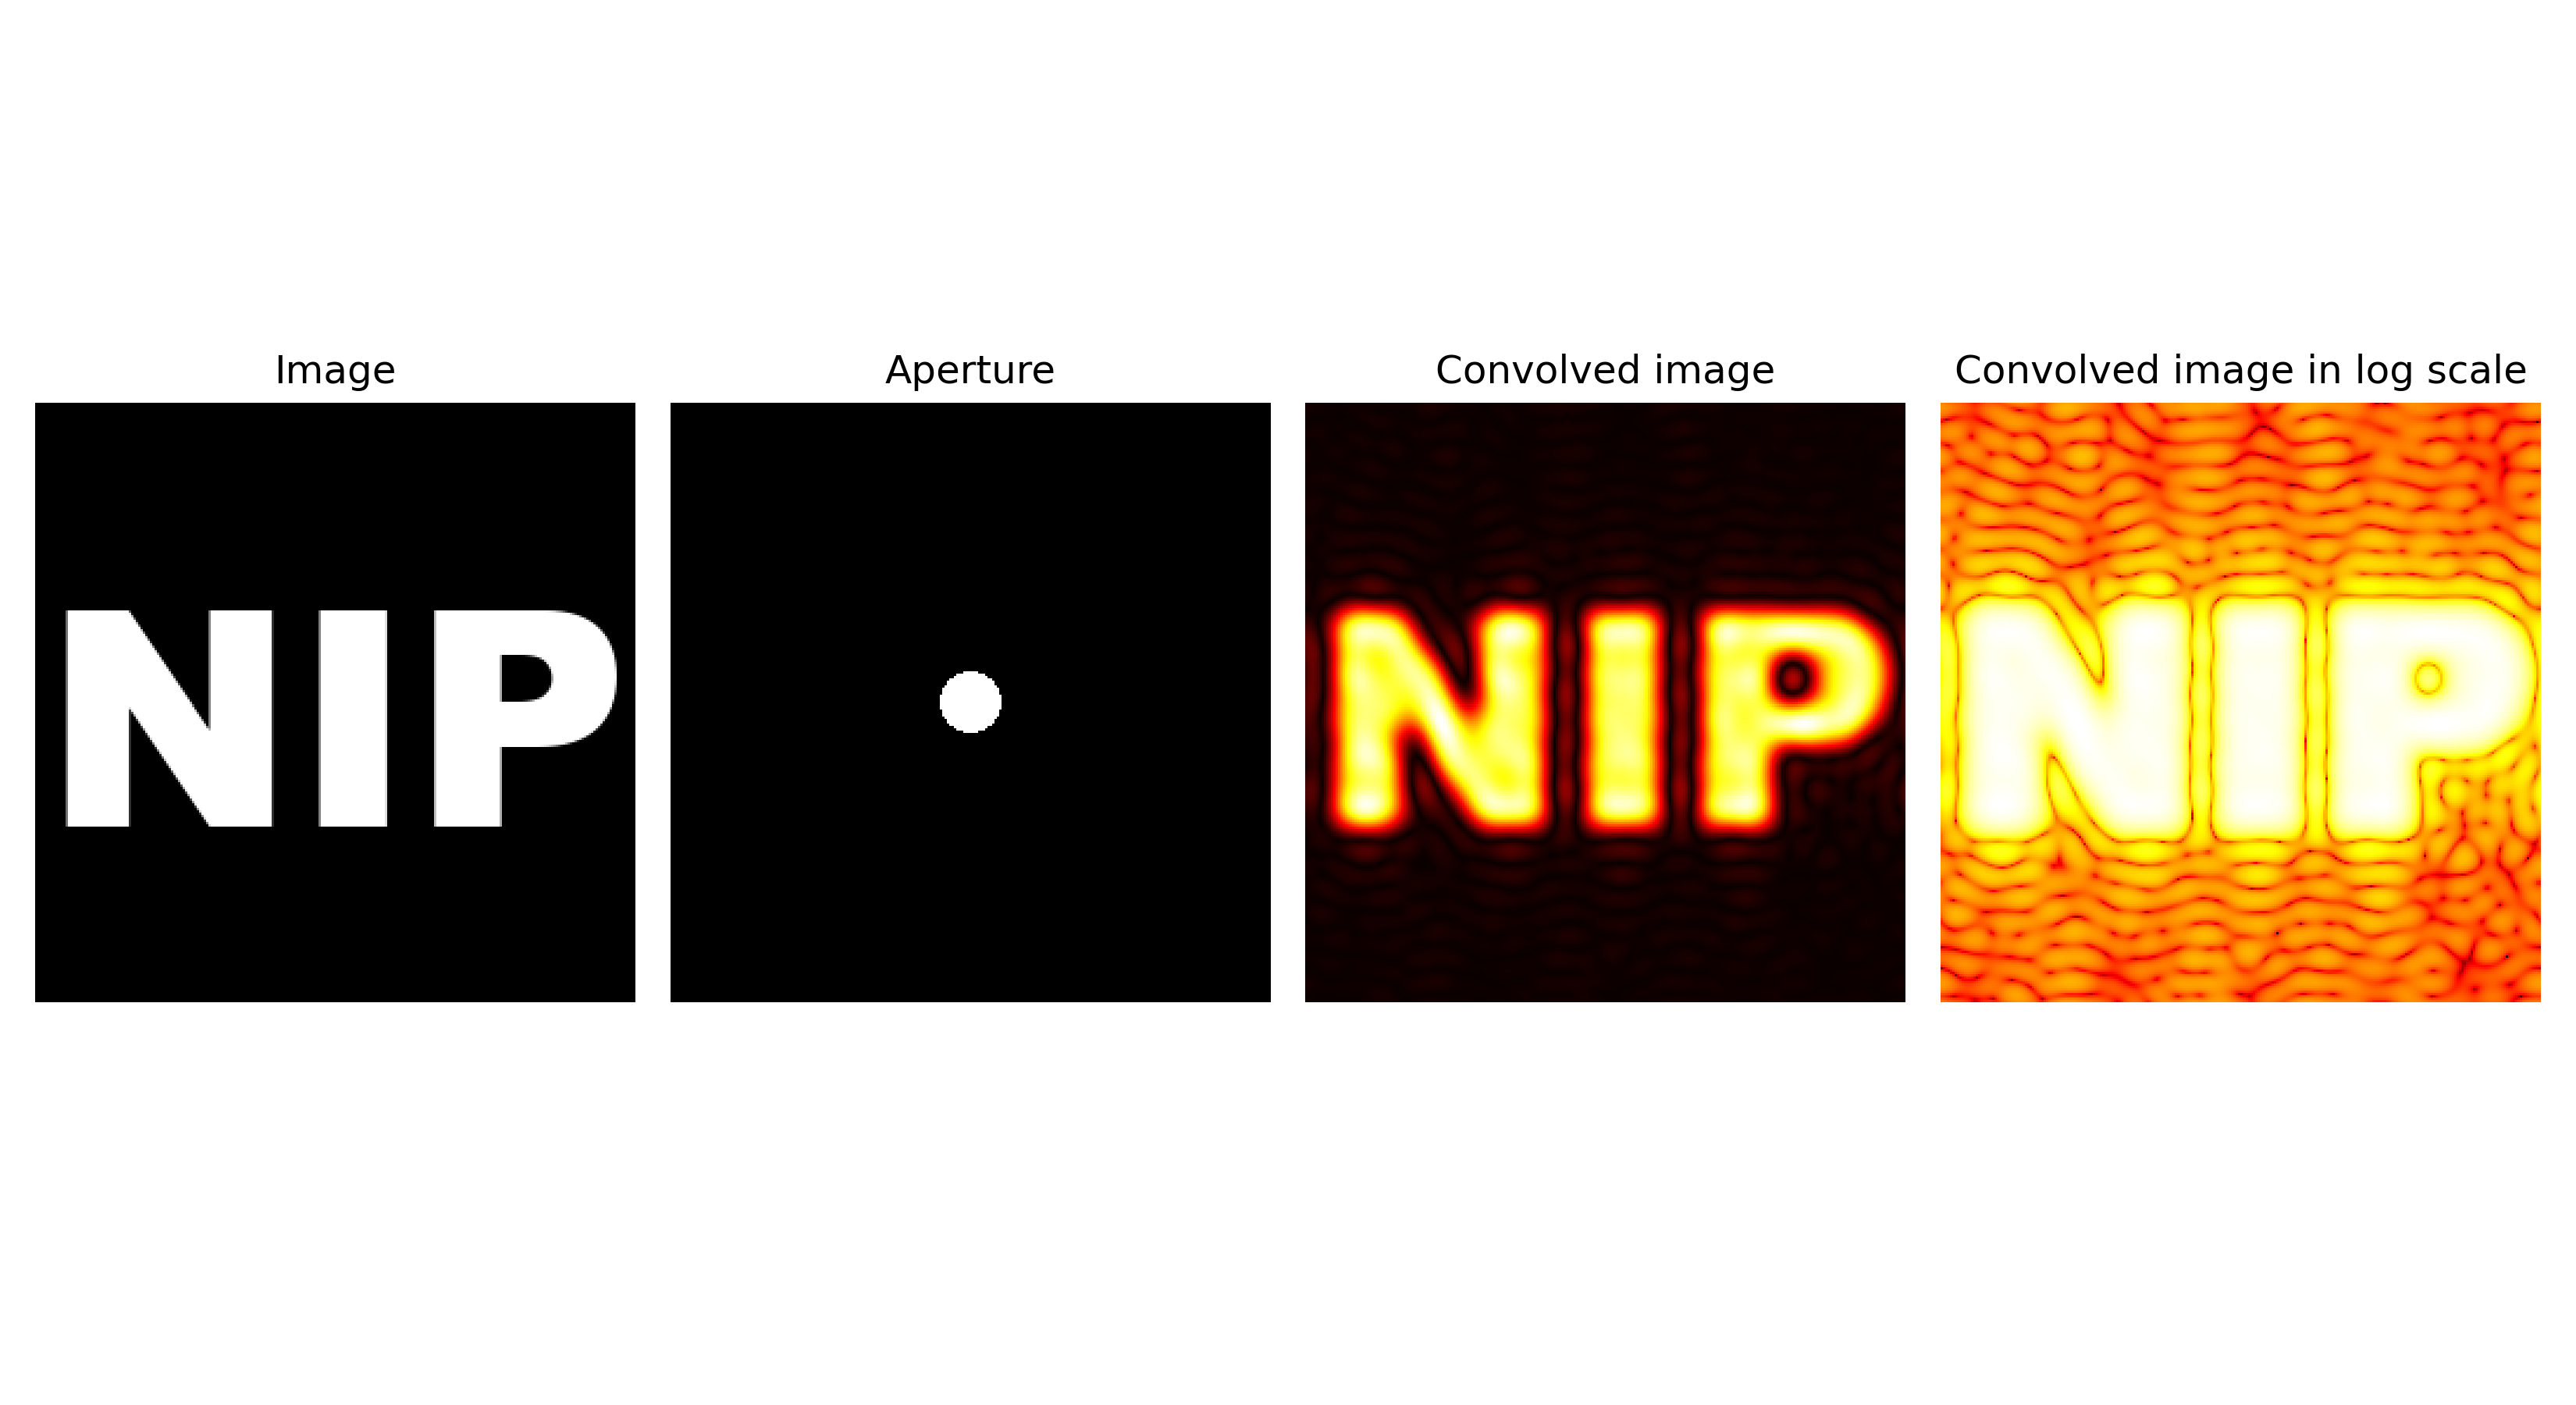 Image
Aperture
Convolved image
Convolved image in log scale
NIP
NIP
NIP